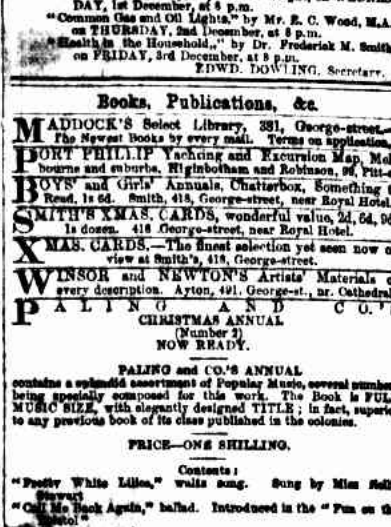 DAY, 1st December, at 8 p.m.
"Common Gas and Oil Lights," by Mr. E. C. Wood, M.A.
on THURSDAY, 2nd December, at 8 p.m.
"Health in the Household," by Dr. Frederick M. Smith
on FRIDAY, 3rd December, at 8 p.m.
EDWD. DOWLING, Secretary.
Books, Publications, &c.
MADDOCK'S Select Library, 381, George-street.
The Newest Books by every mail. Terms on application.
PORT PHILLIP Yachting and Excursion Map, Mel
bourne and suburbs. Higinbotham and Robinson, 99, Pitt-s
BOYS' and Girls' Annuals, Chatterbox, Something
Read, 1s 6d. Smith, 418, George-street, near Royal Hotel.
SMITH'S XMAS. CARDS, wonderful value, 2d, 6d, 9d
1s dozen. 418 George-street, near Royal Hotel.
XMAS. CARDS.—The finest selection yet seen now o
view at Smith's, 418, George-street.
WINSOR and NEWTON'S Artists' Materials o
every description. Ayton, 491, George-st., nr. Cathedral
PALING AND CO.'
CHRISTMAS ANNUAL
(Number 2)
NOW READY.
PALING and CO.'S ANNUAL
contains a splendid assortment of Popular Music, several number
being specially composed for this work. The Book is FUL
MUSIC SIZE, with elegantly designed TITLE; in fact, superio
to any previous book of its class published in the colonies.
PRICE—ONE SHILLING.
Contents:
"Pretty White Lilies," waltz song. Sung by Miss Nell
Stewart
"Call Me Back Again," ballad. Introduced in the "Fun on
Bristol"